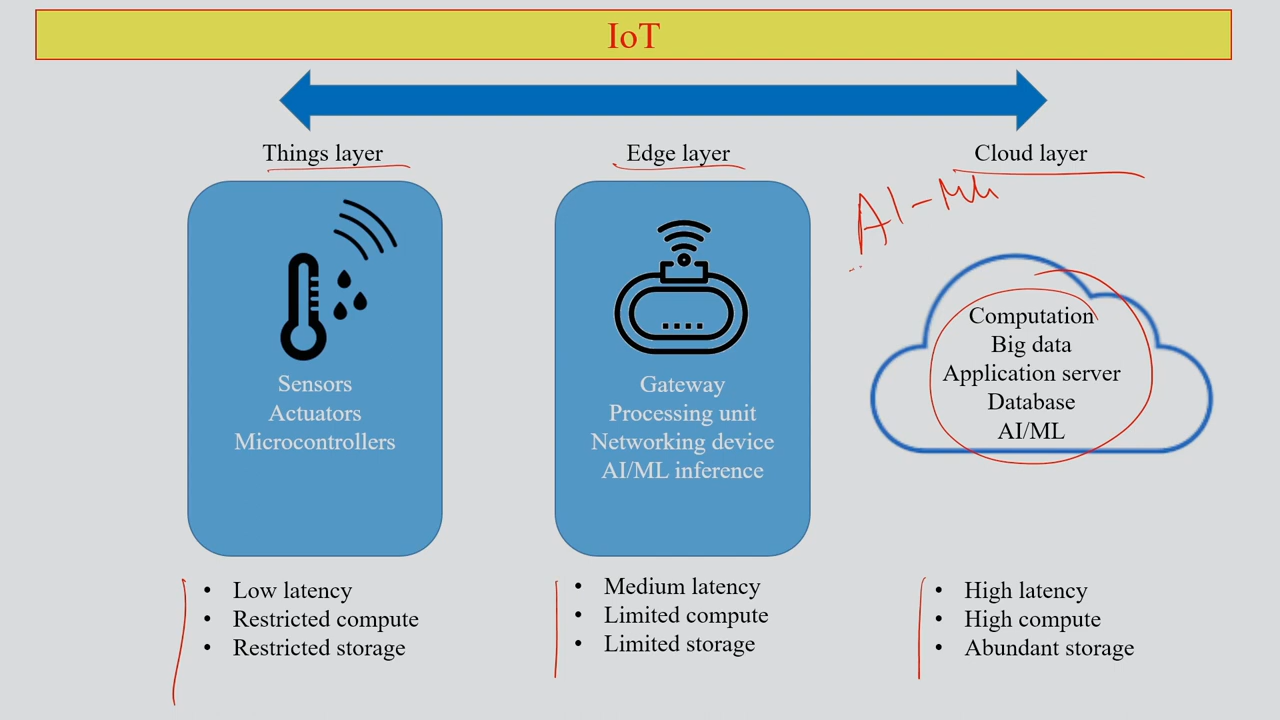 IoT
Things layer
Edge layer
Cloud layer
AI-ML
Sensors
Actuators
Microcontrollers
Gateway
Processing unit
Networking device
AI/ML inference
Computation
Big data
Application server
Database
AI/ML
• Low latency
• Restricted compute
• Restricted storage
• Medium latency
• Limited compute
• Limited storage
• High latency
• High compute
• Abundant storage